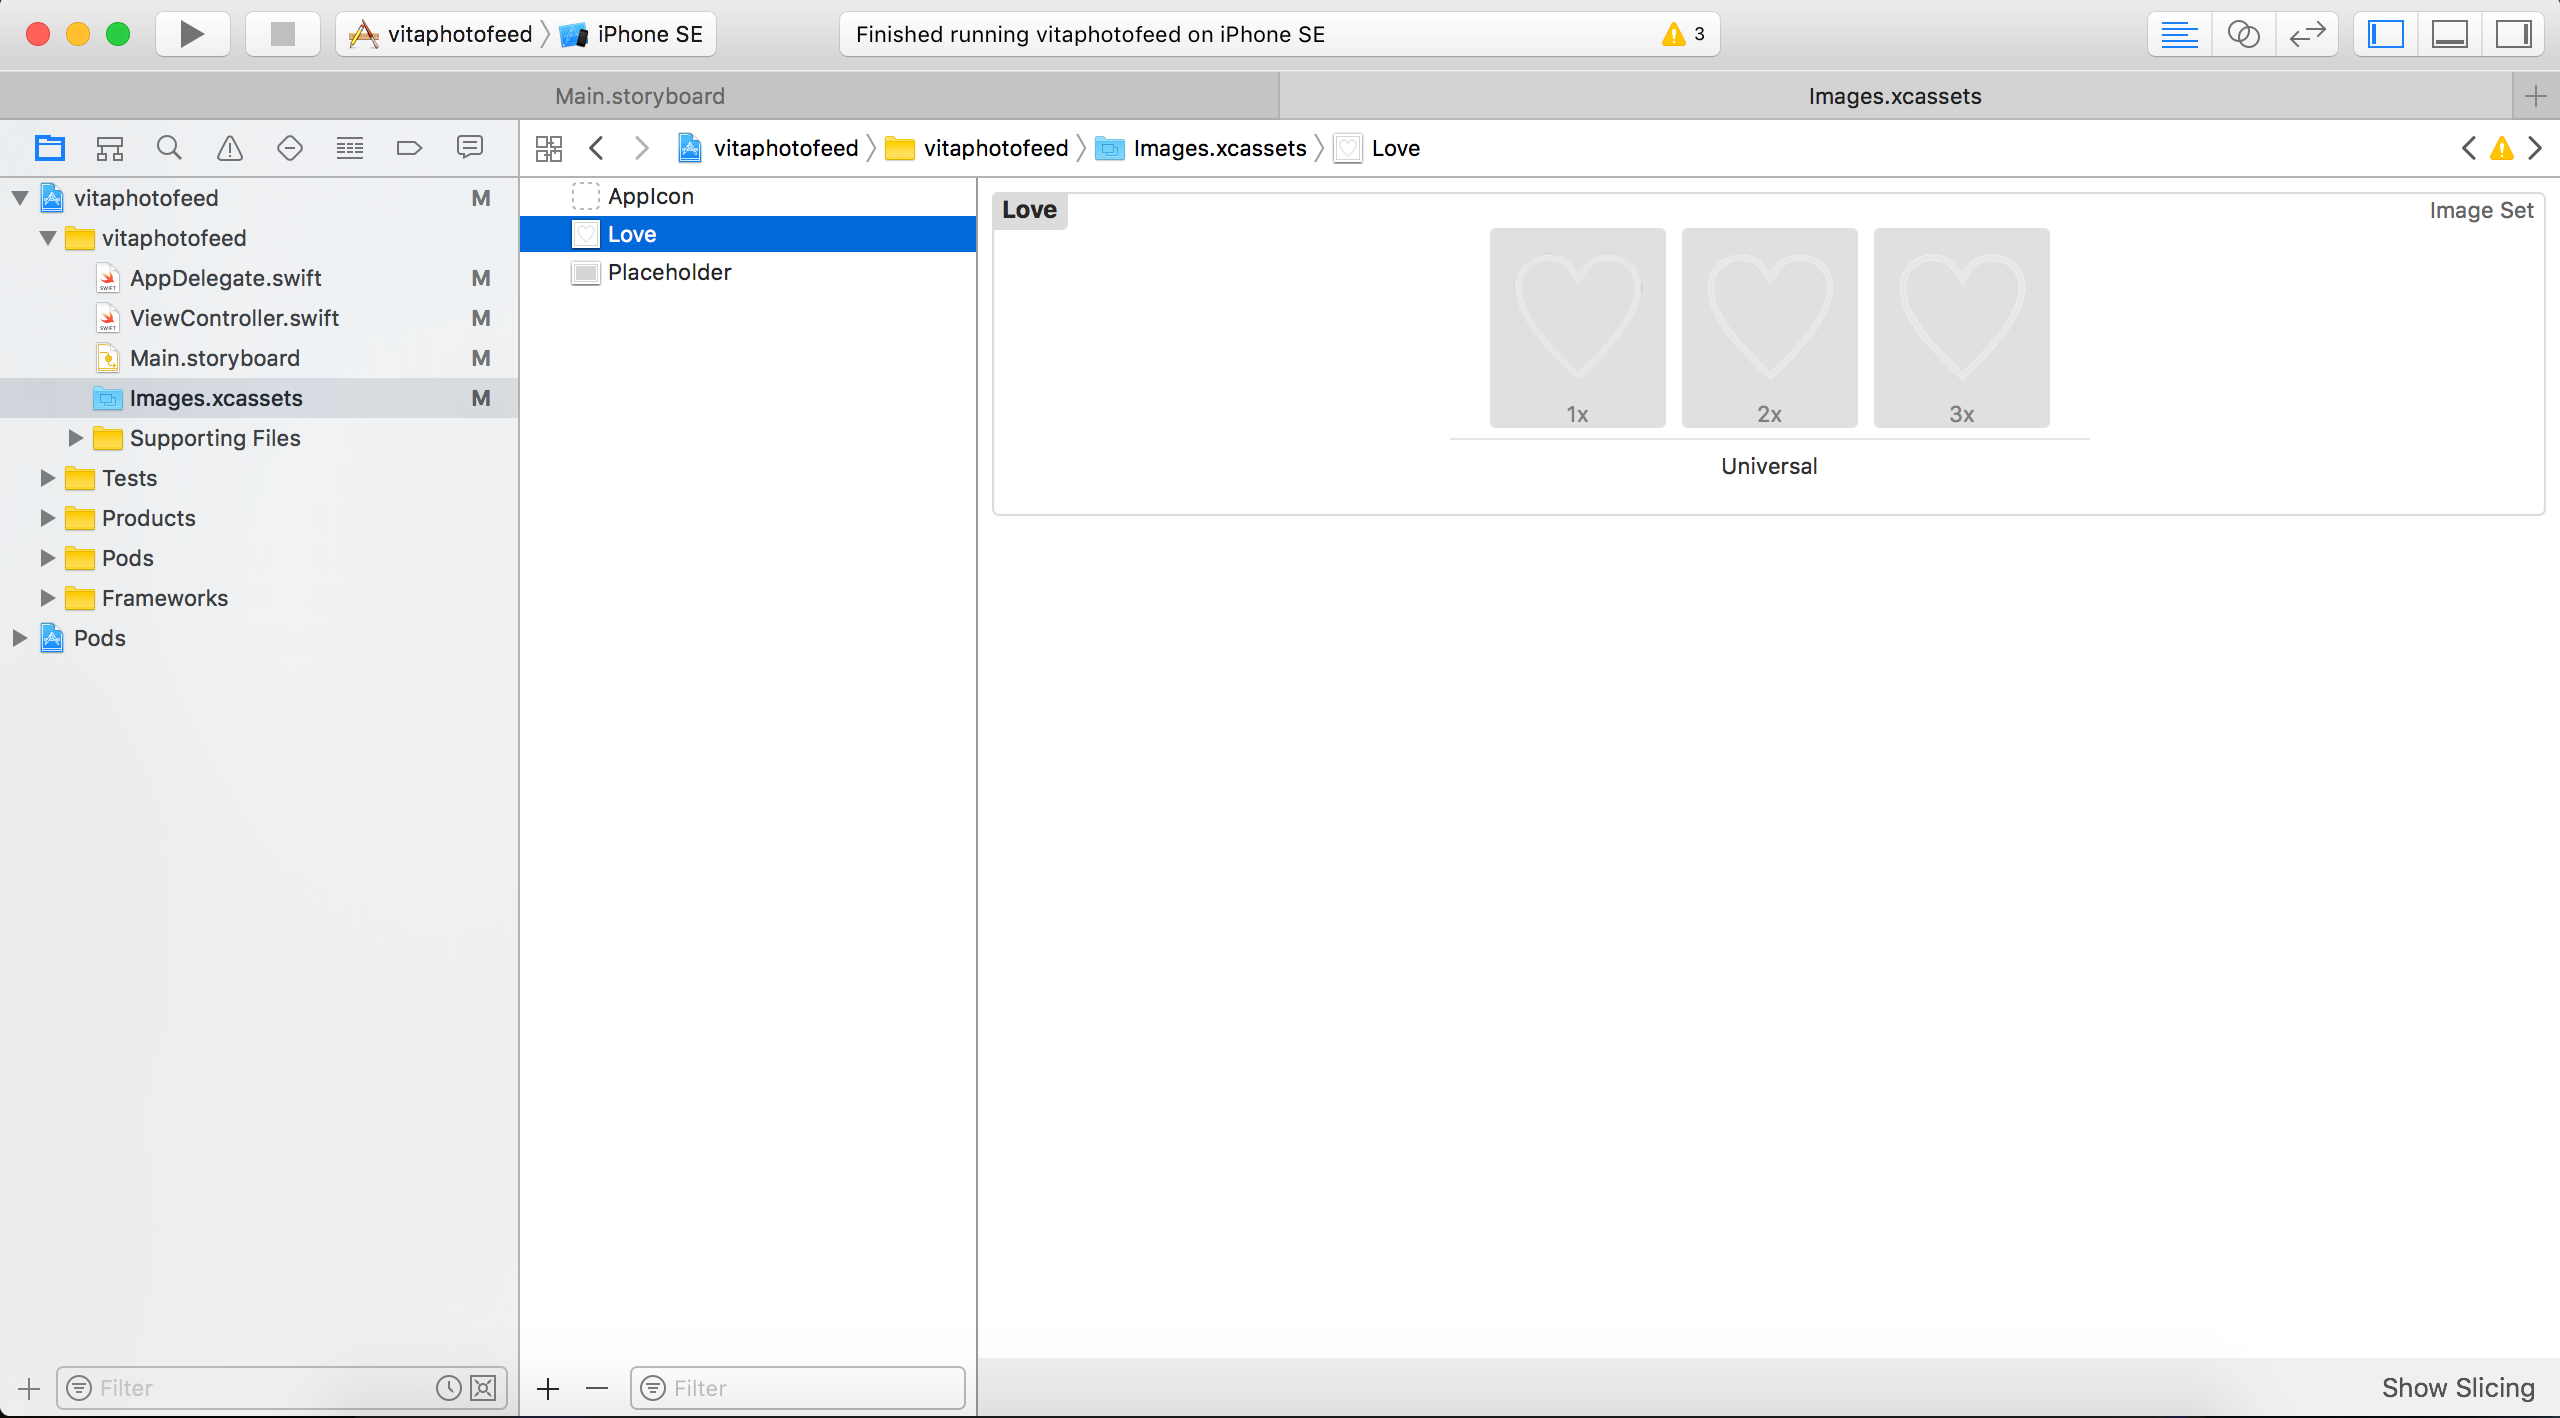 vitaphotofeed iPhone SE
Finished running vitaphotofeed on iPhone SE 3
Main.storyboard
Images.xcassets
vitaphotofeed vitaphotofeed Images.xcassets Love
vitaphotofeed M
vitaphotofeed
AppDelegate.swift M
ViewController.swift M
Main.storyboard M
Images.xcassets M
Supporting Files
Tests
Products
Pods
Frameworks
Pods
Filter
AppIcon
Love
Placeholder
Filter
Love
Image Set
1x 2x 3x
Universal
Show Slicing